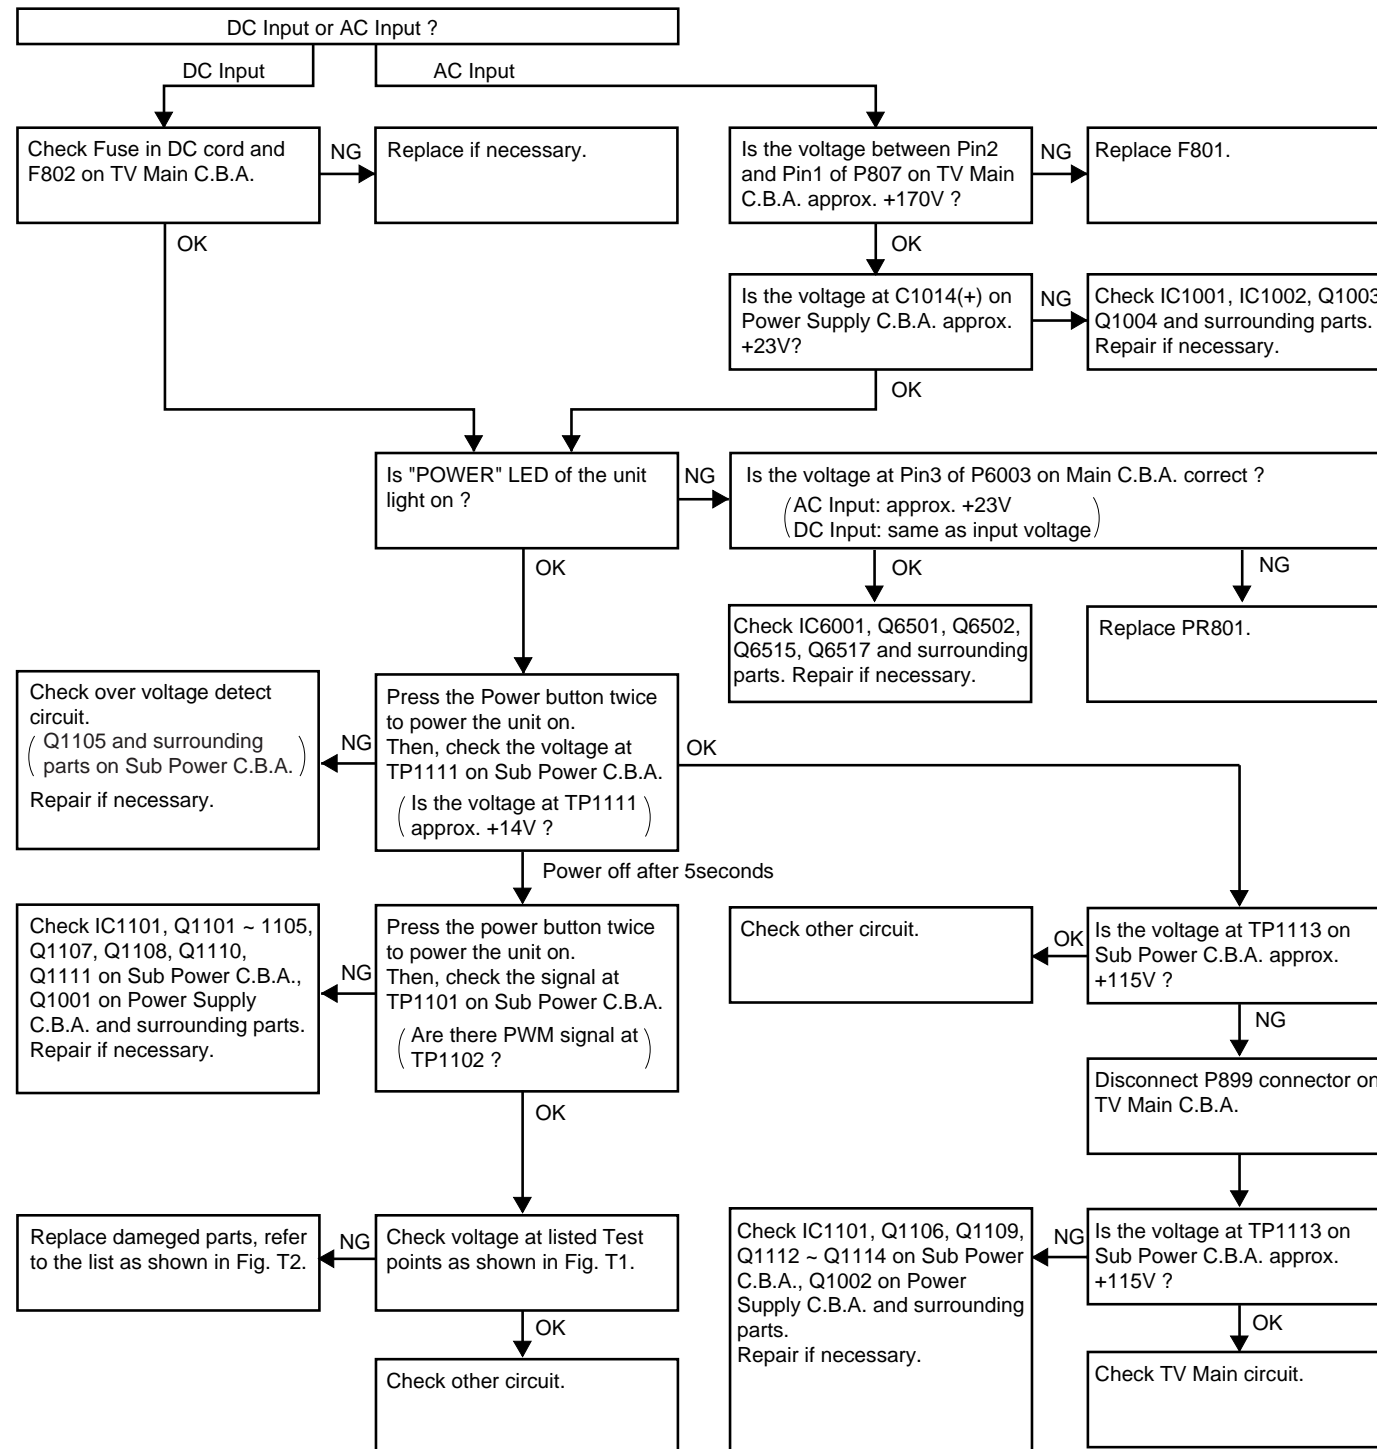 DC Input or AC Input ?
DC Input
AC Input
Check Fuse in DC cord and
F802 on TV Main C.B.A.
NG
Replace if necessary.
Is the voltage between Pin2
and Pin1 of P807 on TV Main
C.B.A. approx. +170V ?
NG
Replace F801.
OK
OK
Is the voltage at C1014(+) on
Power Supply C.B.A. approx.
+23V?
NG
Check IC1001, IC1002, Q1003
Q1004 and surrounding parts.
Repair if necessary.
OK
Is "POWER" LED of the unit
light on ?
NG
Is the voltage at Pin3 of P6003 on Main C.B.A. correct ?
(AC Input: approx. +23V
DC Input: same as input voltage)
OK
OK
NG
Check IC6001, Q6501, Q6502,
Q6515, Q6517 and surrounding
parts. Repair if necessary.
Replace PR801.
Check over voltage detect
circuit.
(Q1105 and surrounding
parts on Sub Power C.B.A.)
Repair if necessary.
NG
Press the Power button twice
to power the unit on.
Then, check the voltage at
TP1111 on Sub Power C.B.A.
(Is the voltage at TP1111
approx. +14V ?)
OK
Power off after 5seconds
Check IC1101, Q1101 ~ 1105,
Q1107, Q1108, Q1110,
Q1111 on Sub Power C.B.A.,
Q1001 on Power Supply
C.B.A. and surrounding parts.
Repair if necessary.
NG
Press the power button twice
to power the unit on.
Then, check the signal at
TP1101 on Sub Power C.B.A.
(Are there PWM signal at
TP1102 ?)
Check other circuit.
OK
Is the voltage at TP1113 on
Sub Power C.B.A. approx.
+115V ?
NG
Disconnect P899 connector on
TV Main C.B.A.
OK
Replace dameged parts, refer
to the list as shown in Fig. T2.
NG
Check voltage at listed Test
points as shown in Fig. T1.
Check IC1101, Q1106, Q1109,
Q1112 ~ Q1114 on Sub Power
C.B.A., Q1002 on Power
Supply C.B.A. and surrounding
parts.
Repair if necessary.
NG
Is the voltage at TP1113 on
Sub Power C.B.A. approx.
+115V ?
OK
OK
Check other circuit.
Check TV Main circuit.